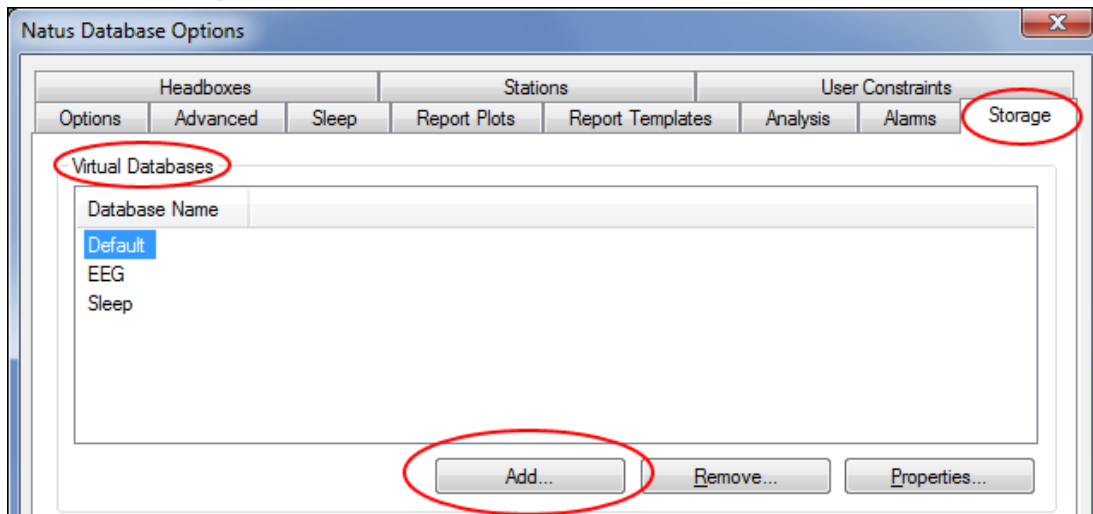 Natus Database Options
Headboxes Stations User Constraints
Options Advanced Sleep Report Plots Report Templates Analysis Alarms Storage
Virtual Databases
Database Name
Default
EEG
Sleep
Add... Remove... Properties...